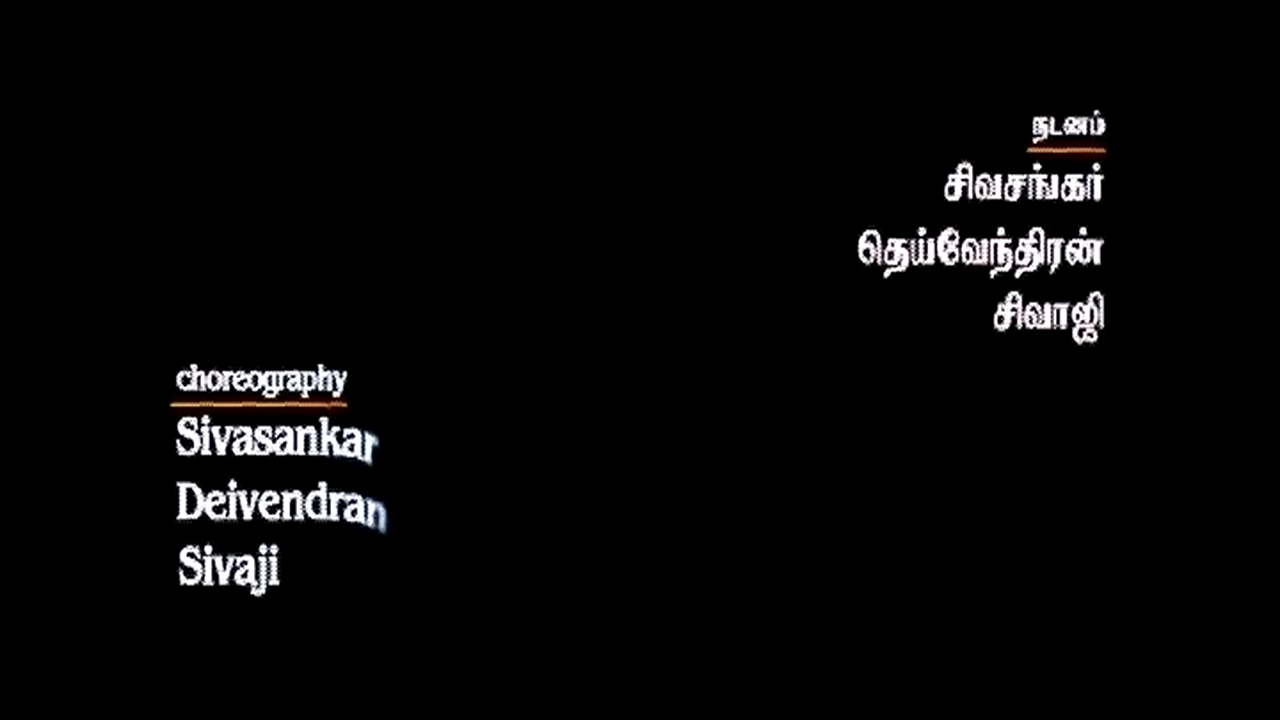 நடனம்
சிவசங்கர்
தெய்வேந்திரன்
சிவாஜி
choreography
Sivasankar
Deivendran
Sivaji